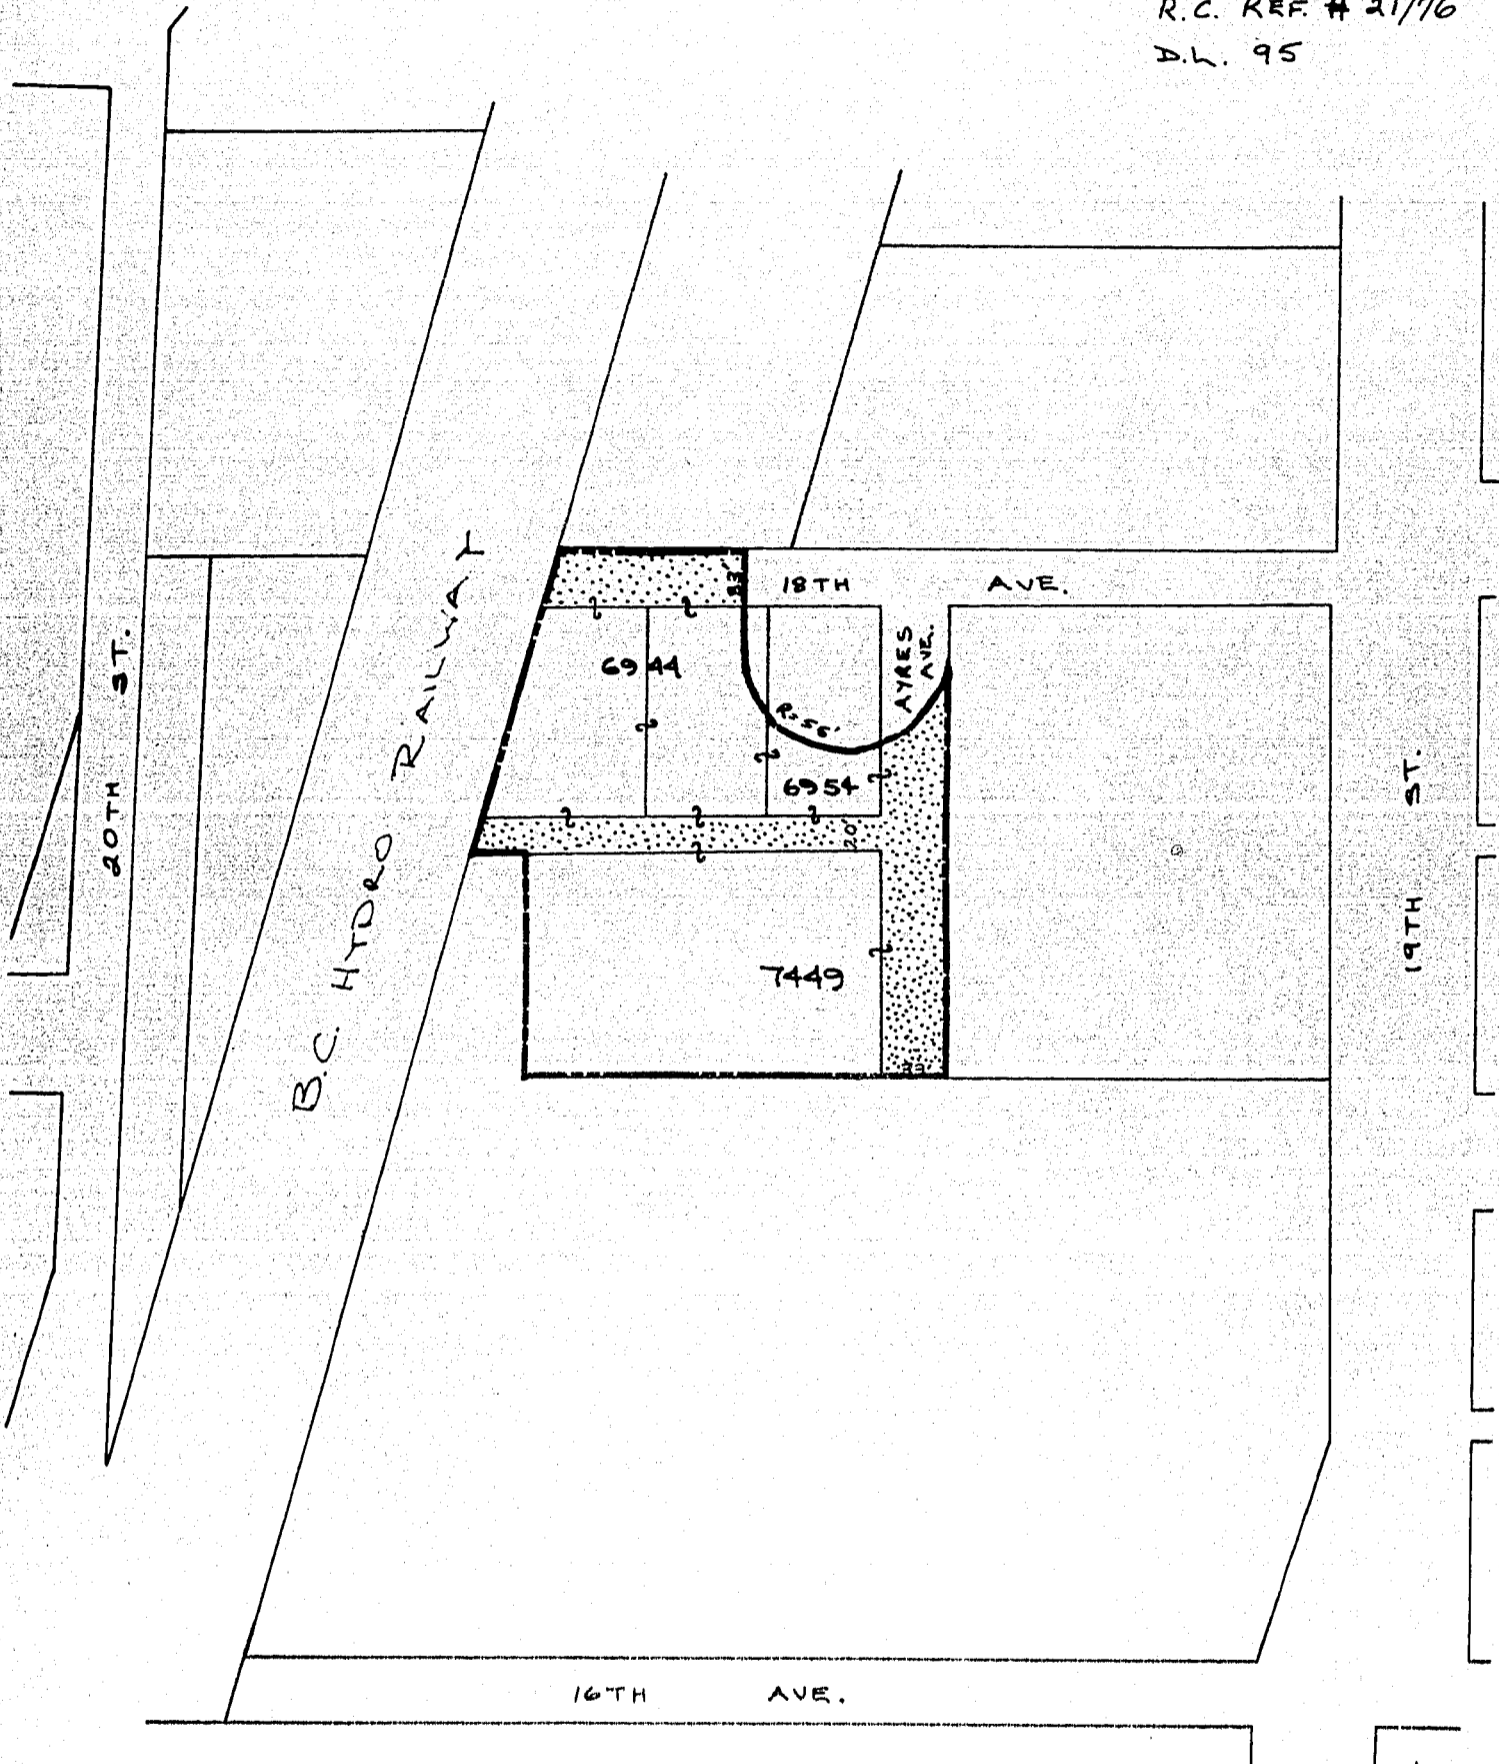 R.C. REF. # 21/76
D.L. 95
B.C. HYDRO RAILWAY
20TH ST.
33'
18TH AVE.
AYRES
AVE.
6944
R=56'
6954
20'
7449
33'
19TH ST.
16TH AVE.